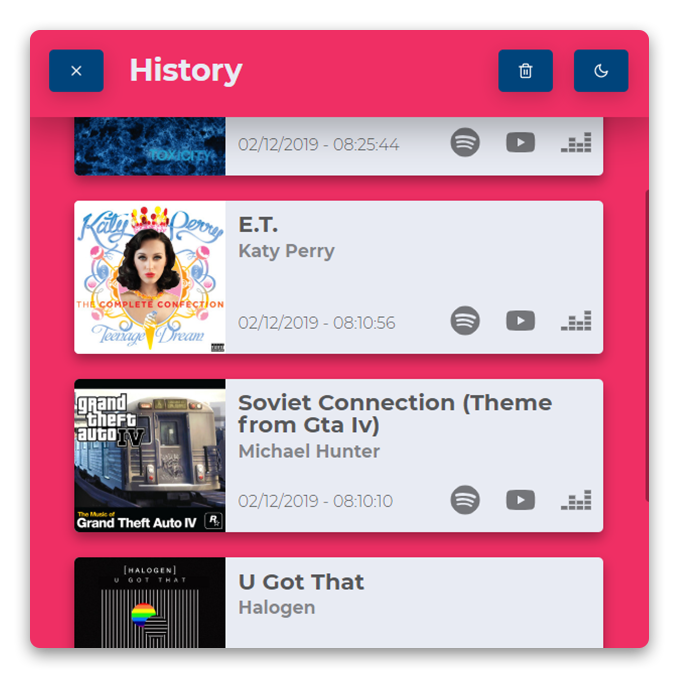 History
TOXICITY
02/12/2019 - 08:25:44
E.T.
Katy Perry
02/12/2019 - 08:10:56
Katy Perry
THE COMPLETE CONFECTION
Teenage Dream
Soviet Connection (Theme
from Gta Iv)
Michael Hunter
02/12/2019 - 08:10:10
grand
theft
auto IV
The Music of
Grand Theft Auto IV
R
U Got That
Halogen
[HALOGEN]
U GOT THAT